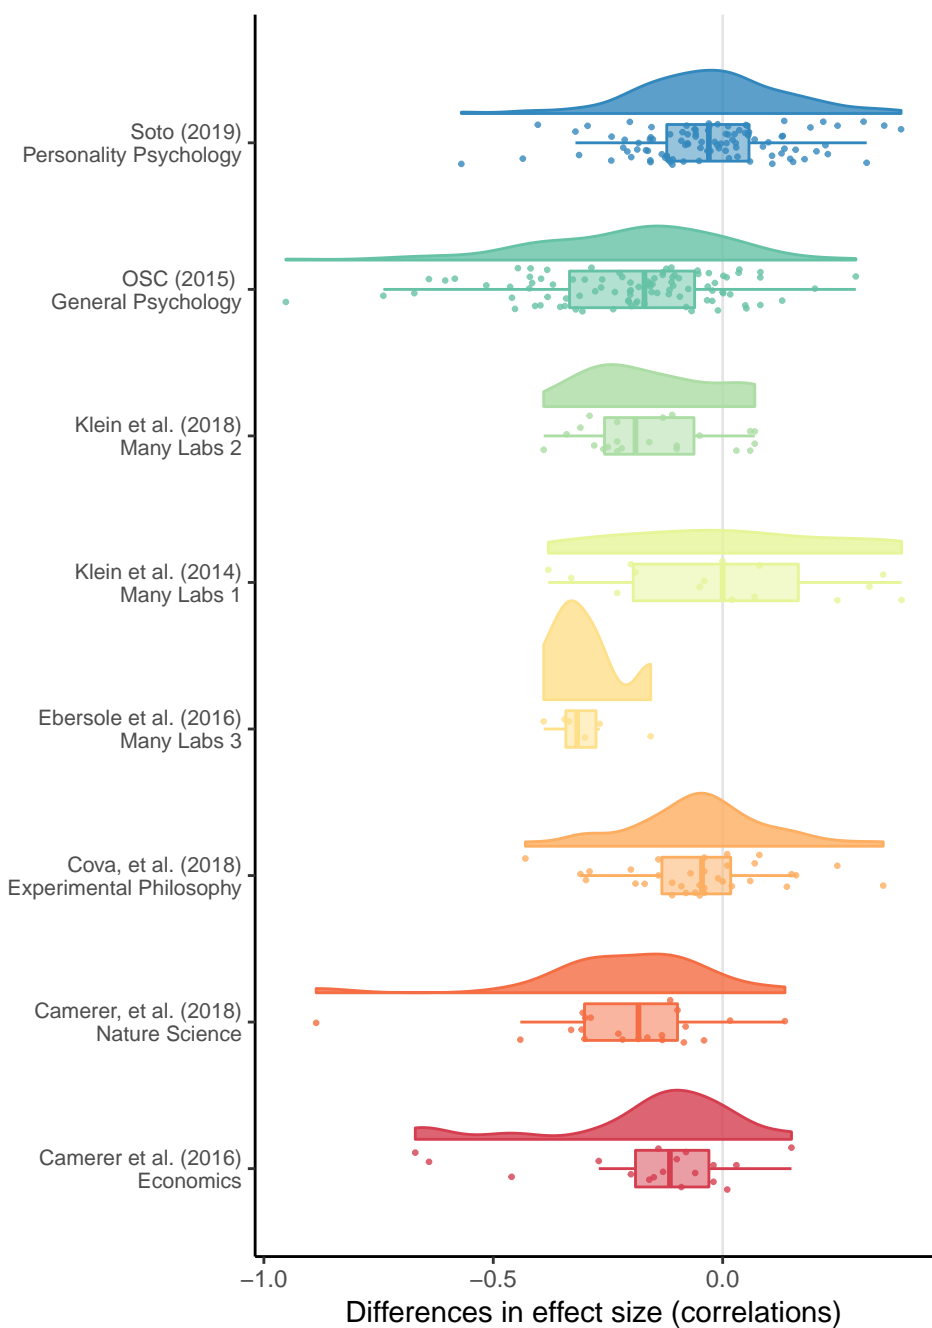 Soto (2019)
Personality Psychology
OSC (2015)
General Psychology
Klein et al. (2018)
Many Labs 2
Klein et al. (2014)
Many Labs 1
Ebersole et al. (2016)
Many Labs 3
Cova, et al. (2018)
Experimental Philosophy
Camerer, et al. (2018)
Nature Science
Camerer et al. (2016)
Economics
−1.0 −0.5 0.0
Differences in effect size (correlations)